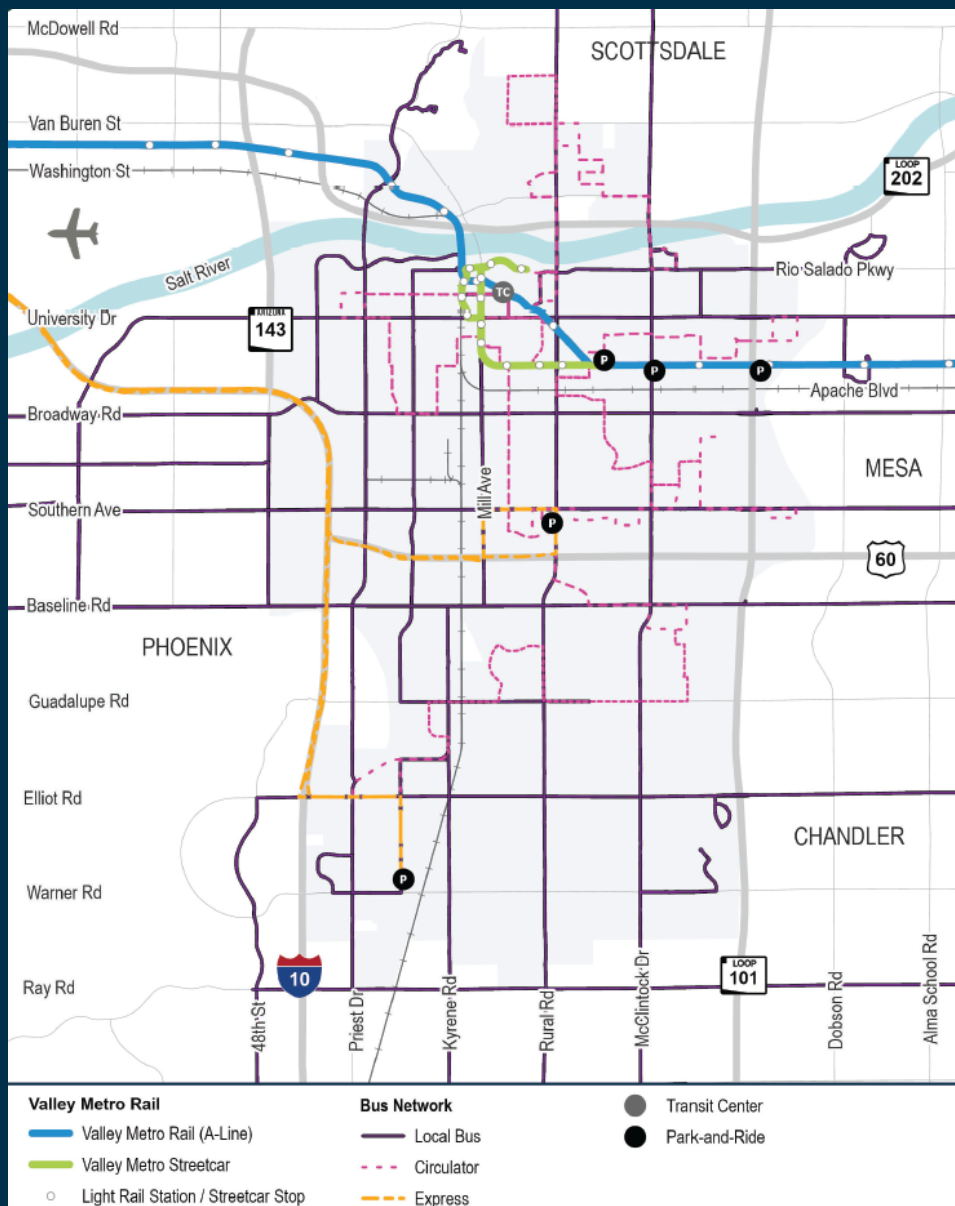 McDowell Rd
SCOTTSDALE
Van Buren St
Washington St
LOOP
202
Salt River
Rio Salado Pkwy
TC
University Dr
ARIZONA
143
P
P
P
Apache Blvd
Broadway Rd
MESA
Mill Ave
Southern Ave
P
60
Baseline Rd
PHOENIX
Guadalupe Rd
Elliot Rd
CHANDLER
P
Warner Rd
10
LOOP
101
Ray Rd
48th St
Priest Dr
Kyrene Rd
Rural Rd
McClintock Dr
Dobson Rd
Alma School Rd
Valley Metro Rail
Valley Metro Rail (A-Line)
Valley Metro Streetcar
Light Rail Station / Streetcar Stop
Bus Network
Local Bus
Circulator
Express
Transit Center
Park-and-Ride